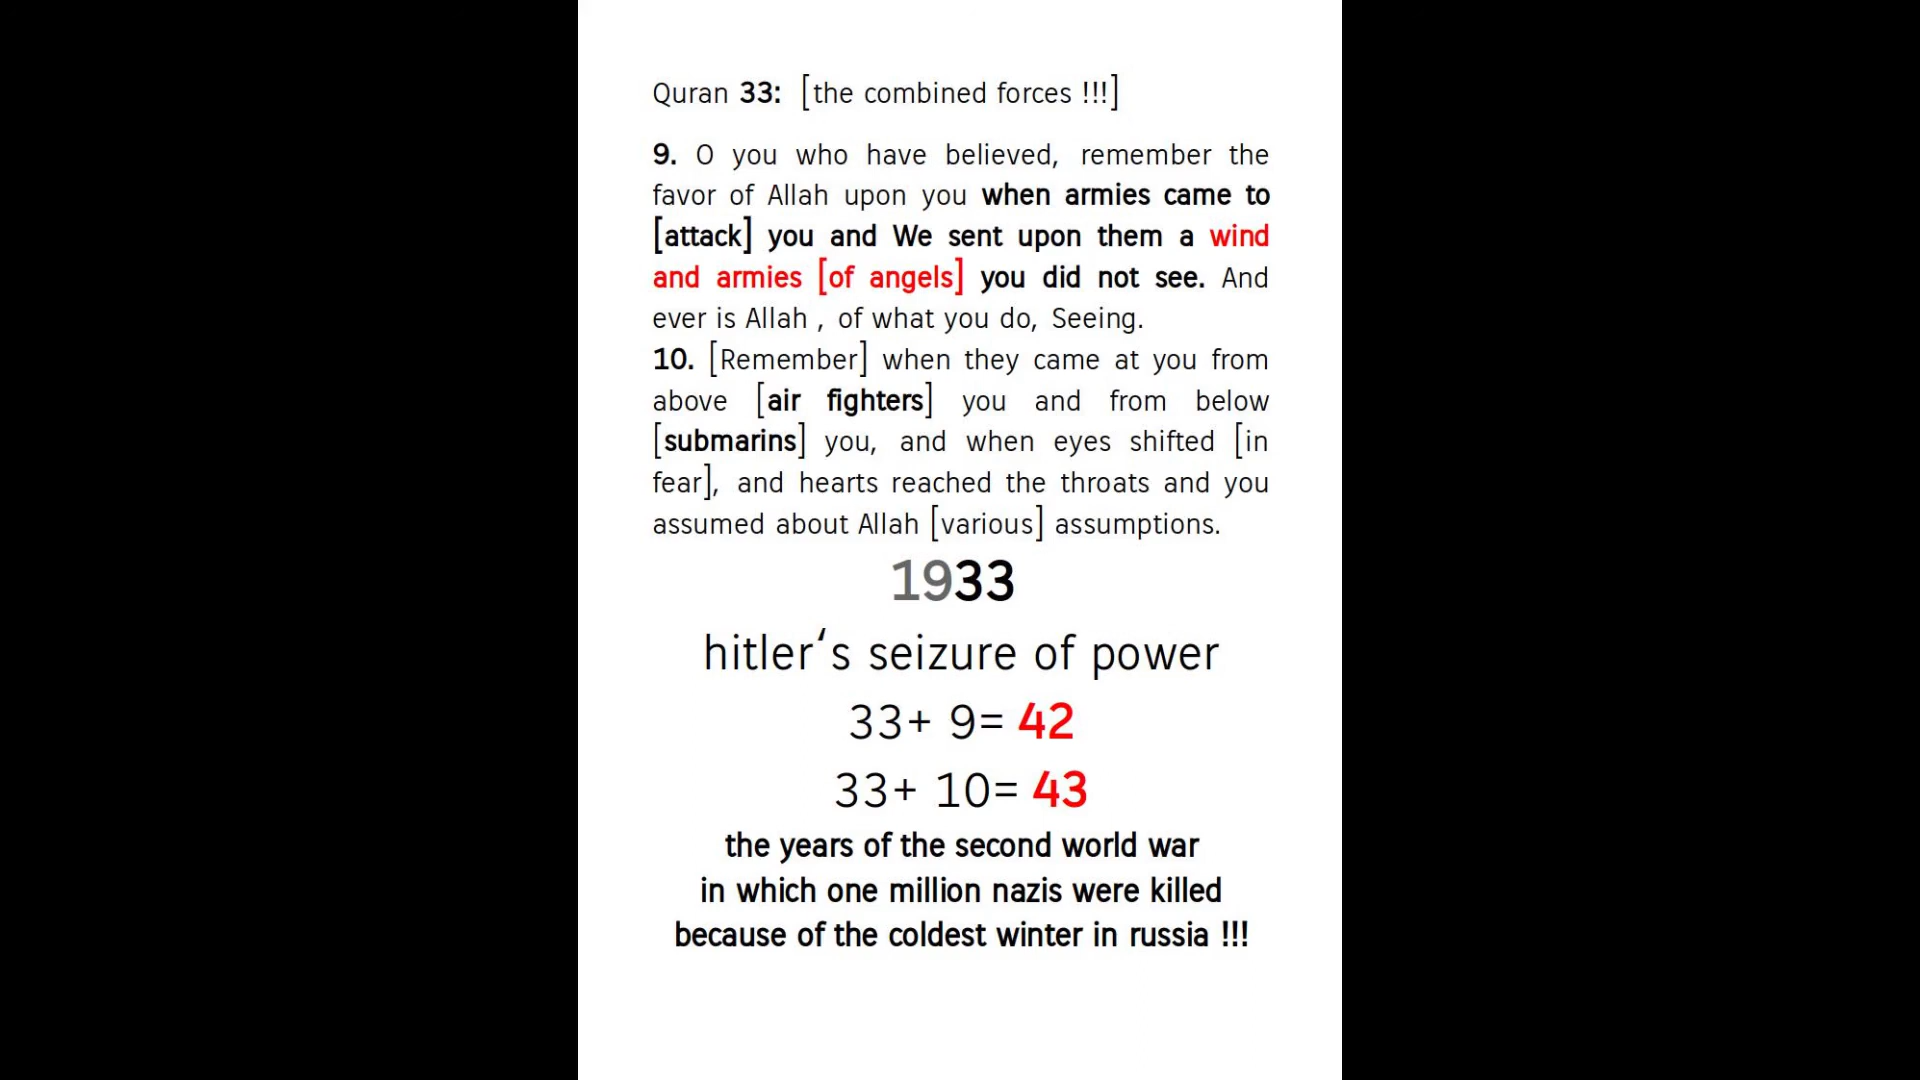 Quran 33: [the combined forces !!!]
9. O you who have believed, remember the
favor of Allah upon you when armies came to
[attack] you and We sent upon them a wind
and armies [of angels] you did not see. And
ever is Allah , of what you do, Seeing.
10. [Remember] when they came at you from
above [air fighters] you and from below
[submarins] you, and when eyes shifted [in
fear], and hearts reached the throats and you
assumed about Allah [various] assumptions.
1933
hitler‘s seizure of power
33+ 9= 42
33+ 10= 43
the years of the second world war
in which one million nazis were killed
because of the coldest winter in russia !!!